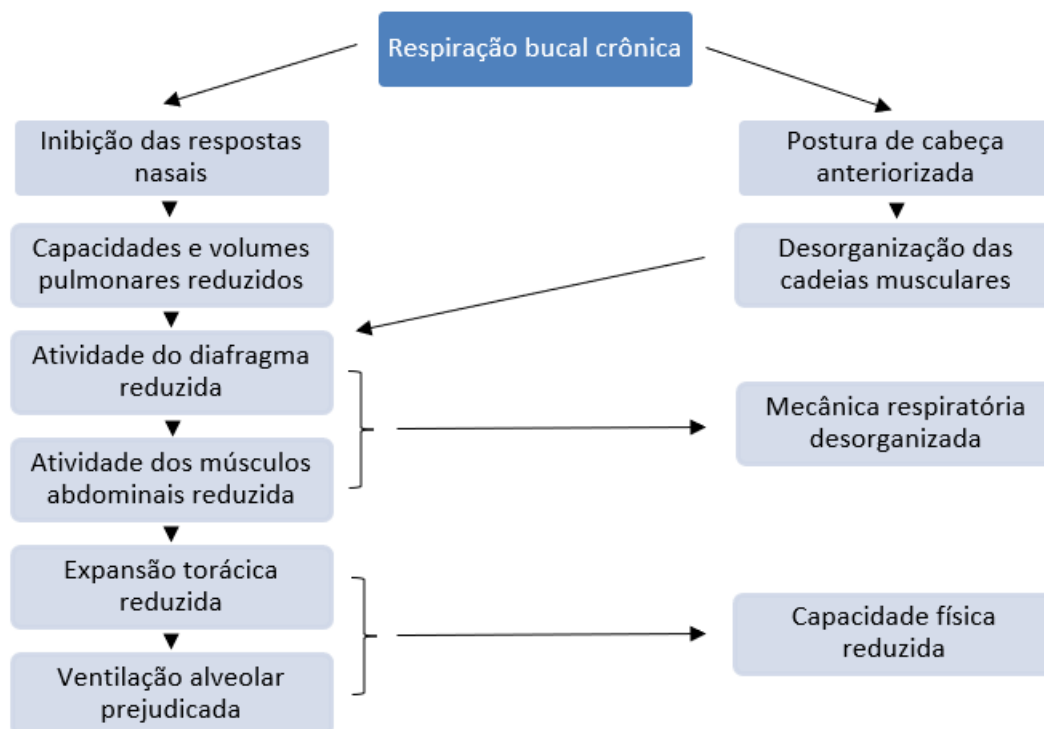 Respiração bucal crônica
Inibição das respostas
nasais
Capacidades e volumes
pulmonares reduzidos
Atividade do diafragma
reduzida
Atividade dos músculos
abdominais reduzida
Expansão torácica
reduzida
Ventilação alveolar
prejudicada
Postura de cabeça
anteriorizada
Desorganização das
cadeias musculares
Mecânica respiratória
desorganizada
Capacidade física
reduzida